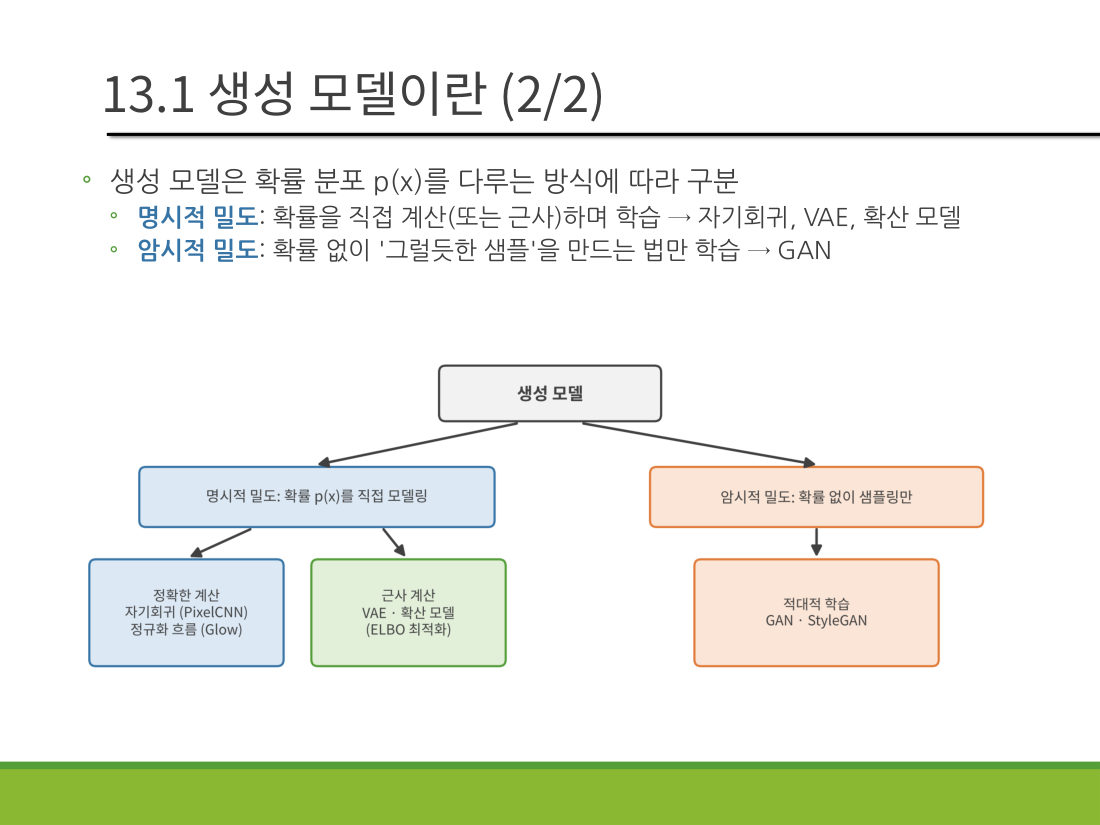 13.1 생성 모델이란 (2/2)
생성 모델은 확률 분포 p(x)를 다루는 방식에 따라 구분
명시적 밀도: 확률을 직접 계산(또는 근사)하며 학습 → 자기회귀, VAE, 확산 모델
암시적 밀도: 확률 없이 '그럴듯한 샘플'을 만드는 법만 학습 → GAN
생성 모델
명시적 밀도: 확률 p(x)를 직접 모델링
암시적 밀도: 확률 없이 샘플링만
정확한 계산
자기회귀 (PixelCNN)
정규화 흐름 (Glow)
근사 계산
VAE · 확산 모델
(ELBO 최적화)
적대적 학습
GAN · StyleGAN